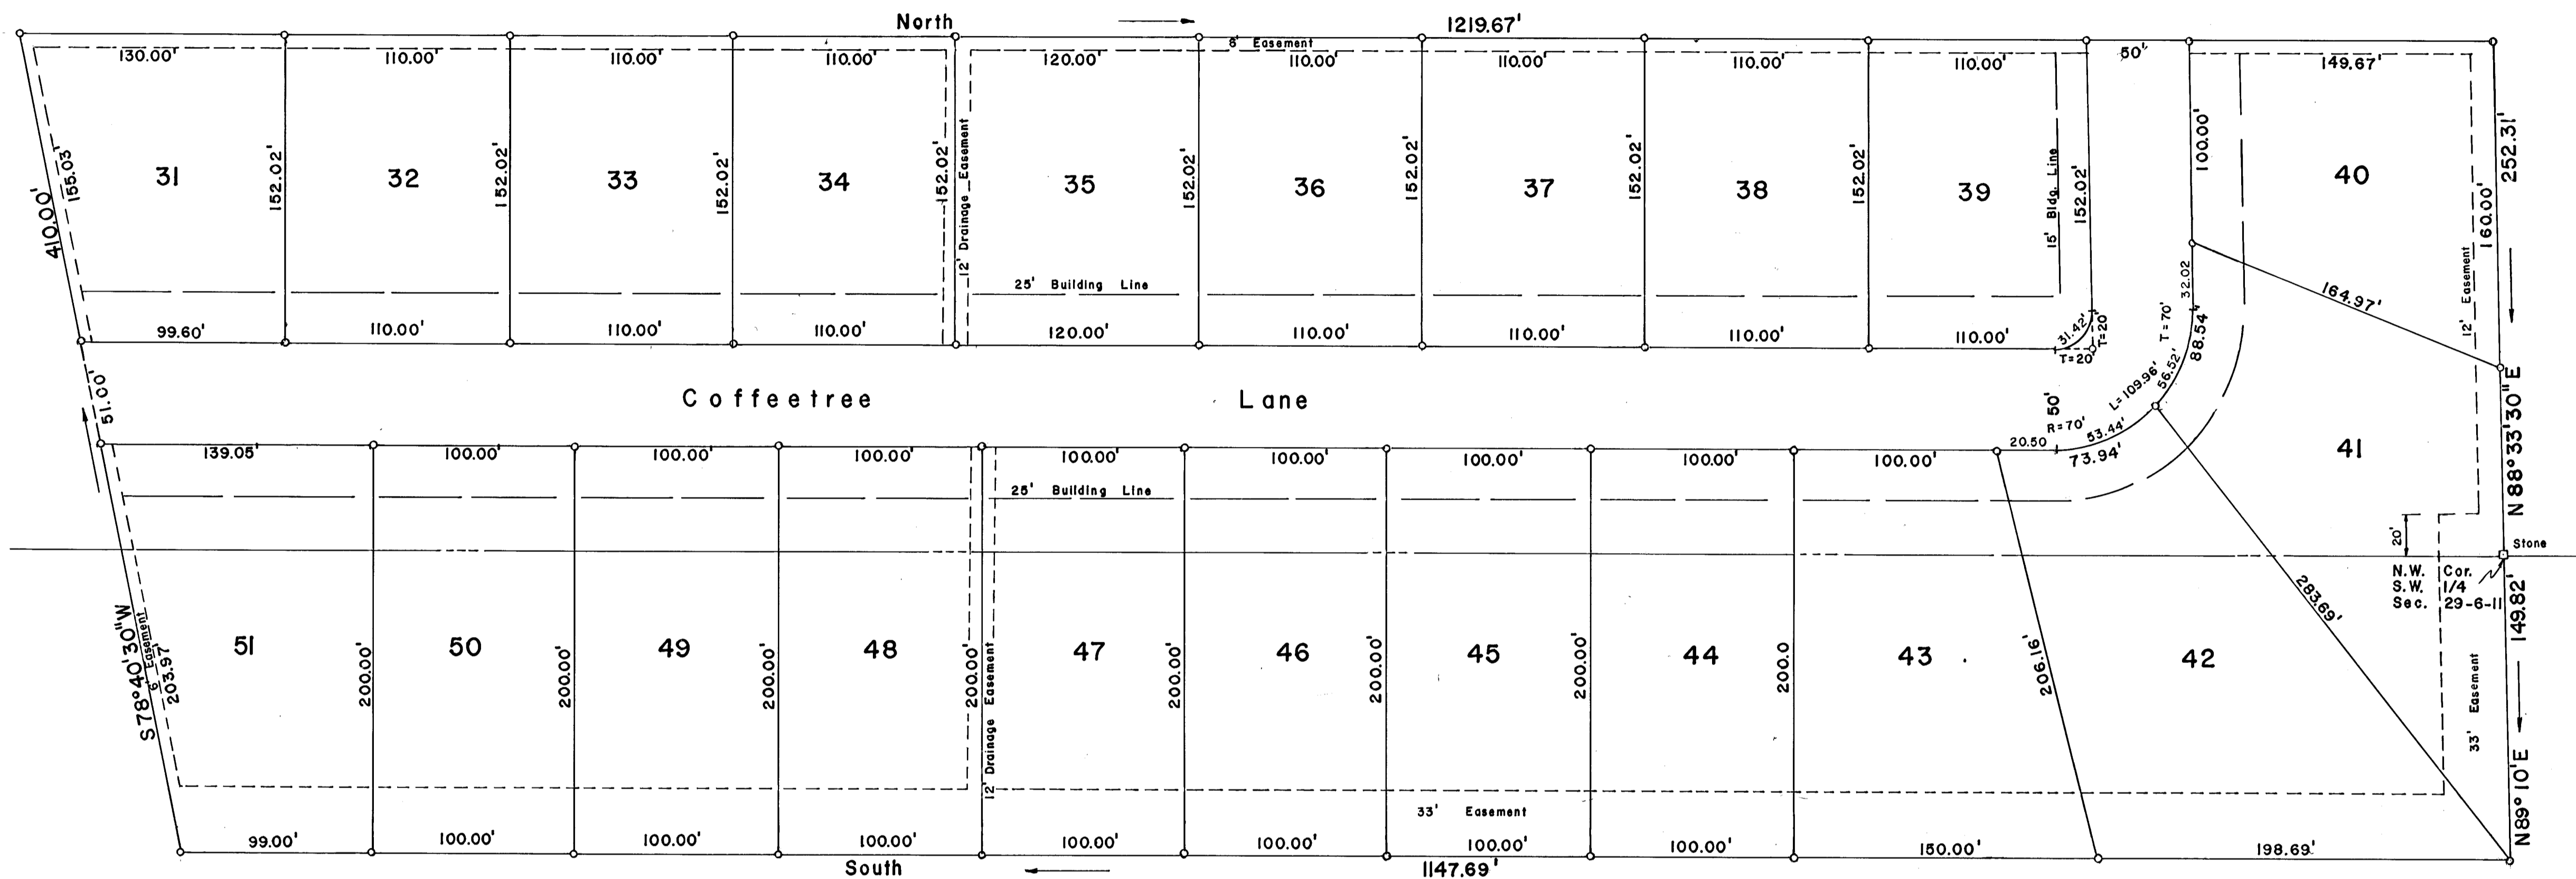 North 1219.67'
8' Easement
130.00' 110.00' 110.00' 110.00' 120.00' 110.00' 110.00' 110.00' 110.00' 50' 149.67'
410.00'
155.03'
31 32 33 34 35 36 37 38 39 40
152.02' 152.02' 152.02' 152.02' 152.02' 152.02' 152.02' 152.02' 152.02' 100.00'
12' Drainage Easement
15' Bldg. Line
252.31'
160.00'
12' Easement
25' Building Line
164.97'
32.02
T = 70'
88.54'
31.42'
T=20'
T=20'
99.60' 110.00' 110.00' 110.00' 120.00' 110.00' 110.00' 110.00' 110.00'
51.00'
Coffeetree Lane
50'
R=70'
L=109.96'
56.52'
53.44'
20.50
73.94'
41
N 88°33'30"E
139.05' 100.00' 100.00' 100.00' 100.00' 100.00' 100.00' 100.00' 100.00'
25' Building Line
20'
Stone
N.W. Cor.
S.W. 1/4
Sec. 29-6-11
149.82'
283.69'
S 78°40'30"W
6' Easement
203.97'
51 50 49 48 47 46 45 44 43 42
200.00' 200.00' 200.00' 200.00' 200.00' 200.00' 200.00' 200.0 206.16'
12' Drainage Easement
33' Easement
33' Easement
N89°10'E
99.00' 100.00' 100.00' 100.00' 100.00' 100.00' 100.00' 100.00' 150.00' 198.69'
South 1147.69'